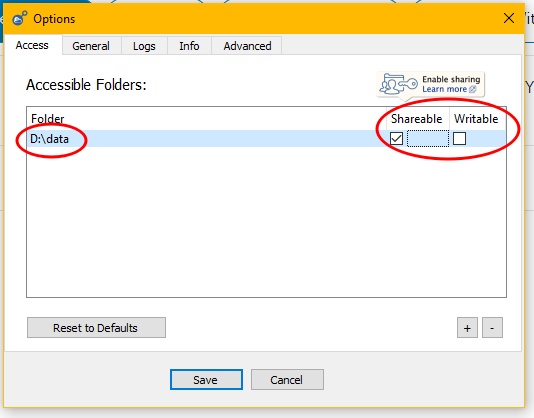 Options
Access
General
Logs
Info
Advanced
Accessible Folders:
Enable sharing
Learn more
Folder
Shareable
Writable
D:\data
Reset to Defaults
+
-
Save
Cancel